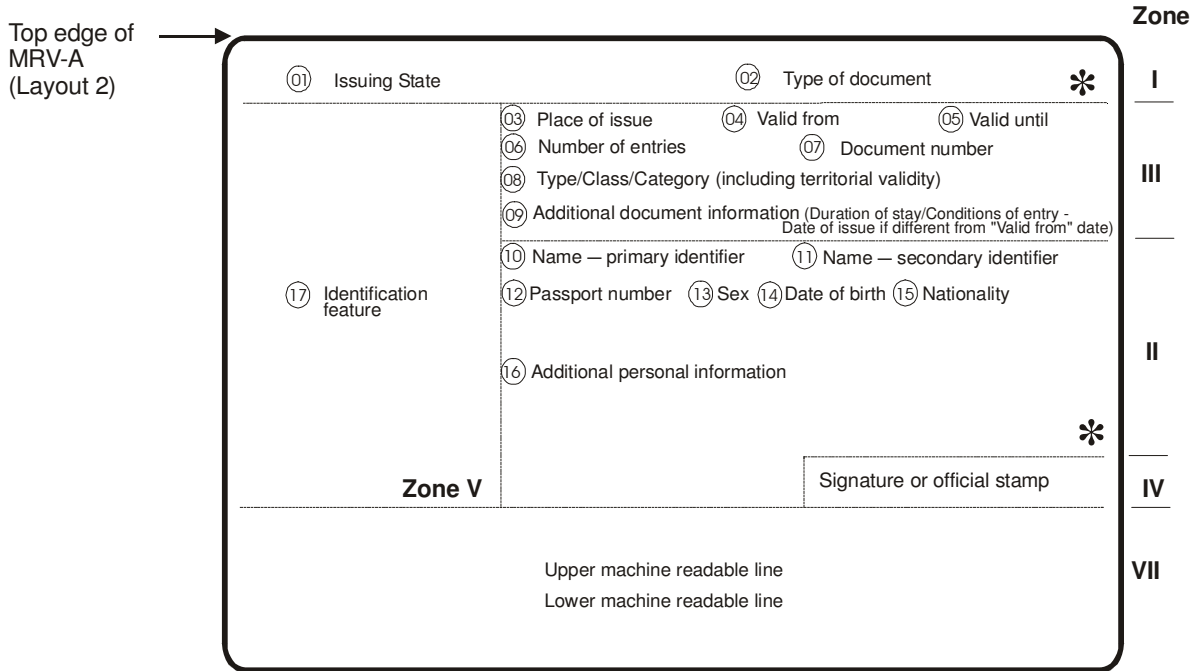 Zone
Top edge of
MRV-A
(Layout 2)
01 Issuing State 02 Type of document * I
03 Place of issue 04 Valid from 05 Valid until
06 Number of entries 07 Document number
08 Type/Class/Category (including territorial validity) III
09 Additional document information (Duration of stay/Conditions of entry -
Date of issue if different from "Valid from" date)
10 Name — primary identifier 11 Name — secondary identifier
17 Identification
feature
12 Passport number 13 Sex 14 Date of birth 15 Nationality
II
16 Additional personal information
*
Zone V
Signature or official stamp IV
Upper machine readable line VII
Lower machine readable line